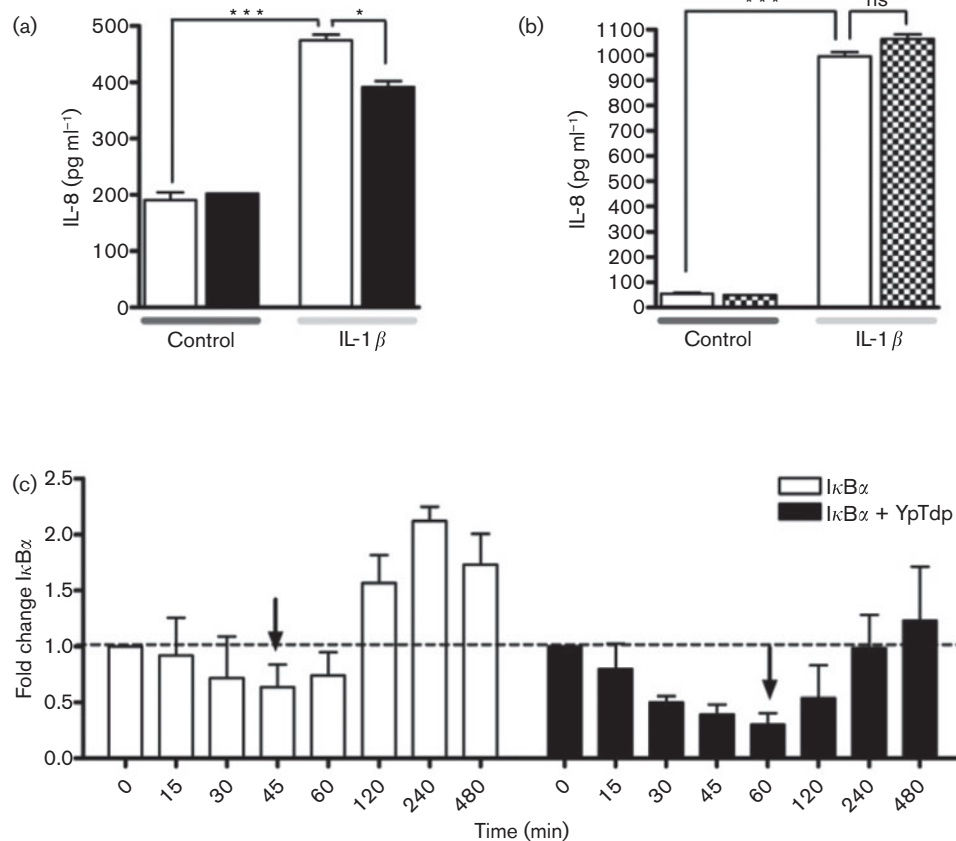 (a)
IL-8 (pg ml⁻¹)
500
400
300
200
100
0
***
*
Control
IL-1β
(b)
IL-8 (pg ml⁻¹)
1100
1000
900
800
700
600
500
400
300
200
100
0
***
ns
Control
IL-1β
(c)
Fold change IκBα
2.5
2.0
1.5
1.0
0.5
0.0
IκBα
IκBα + YpTdp
0 15 30 45 60 120 240 480 0 15 30 45 60 120 240 480
Time (min)